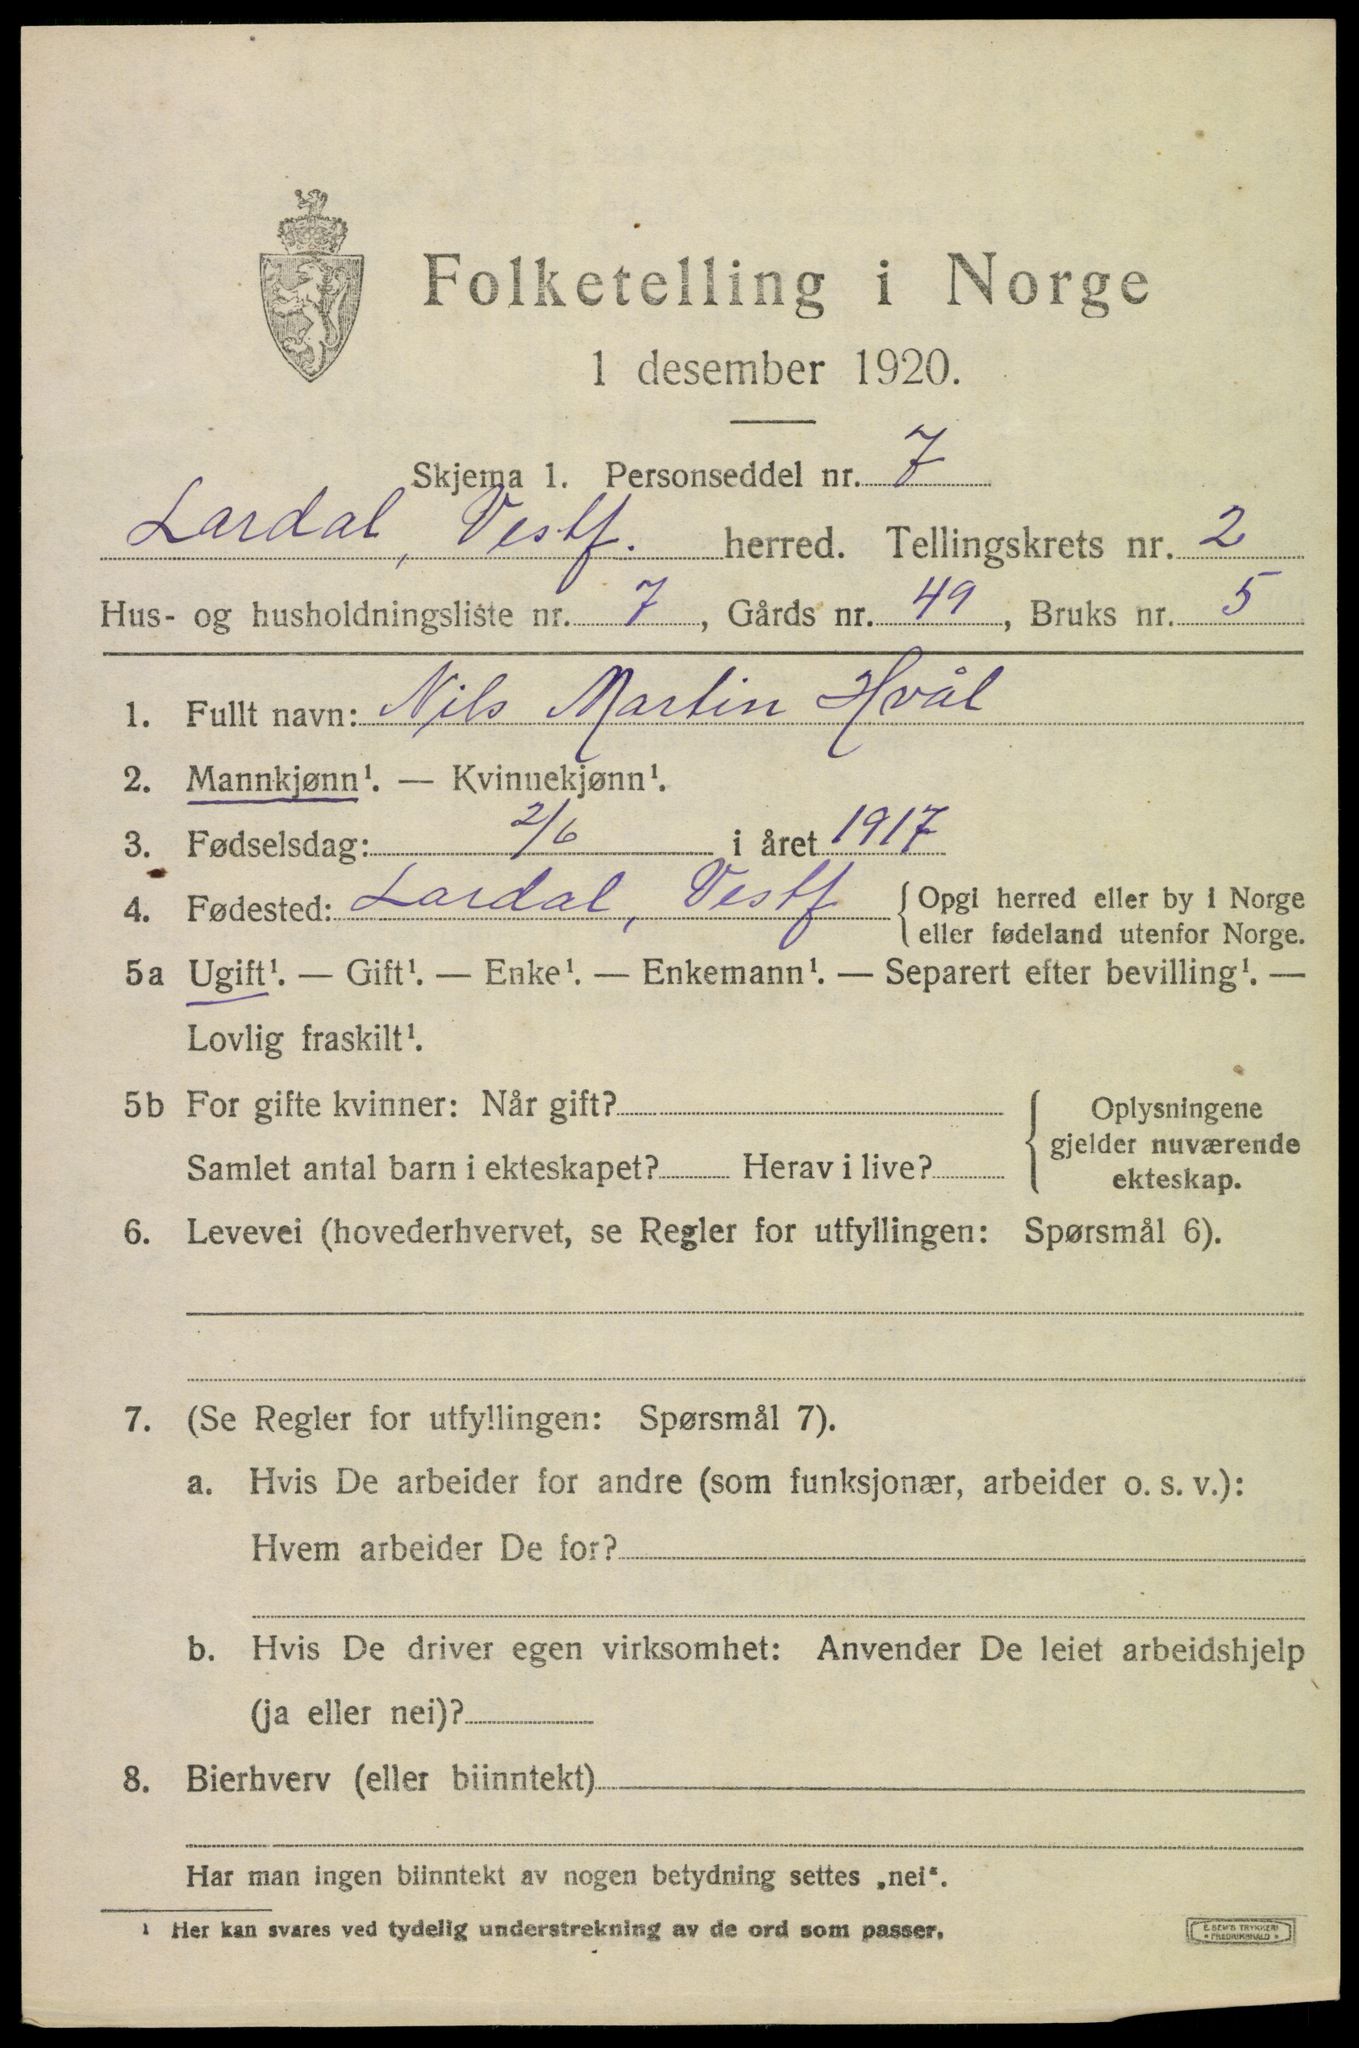 Folketelling i Norge
1 desember 1920.
Skjema 1. Personseddel nr. 7
Lardal, Vestf. herred. Tellingskrets nr. 2
Hus- og husholdningsliste nr. 7, Gårds nr. 49, Bruks nr. 5
1. Fullt navn: Nils Martin Hvål
2. Mannkjønn¹. — Kvinnekjønn¹.
3. Fødselsdag: 2/6 i året 1917
4. Fødested: Lardal, Vestf { Opgi herred eller by i Norge
eller fødeland utenfor Norge.
5a Ugift¹. — Gift¹. — Enke¹. — Enkemann¹. — Separert efter bevilling¹. —
Lovlig fraskilt¹.
5b For gifte kvinner: Når gift? { Oplysningene
gjelder nuværende
Samlet antal barn i ekteskapet? Herav i live? ekteskap.
6. Levevei (hovederhvervet, se Regler for utfyllingen: Spørsmål 6).
7. (Se Regler for utfyllingen: Spørsmål 7).
a. Hvis De arbeider for andre (som funksjonær, arbeider o. s. v.):
Hvem arbeider De for?
b. Hvis De driver egen virksomhet: Anvender De leiet arbeidshjelp
(ja eller nei)?
8. Bierhverv (eller biinntekt)
Har man ingen biinntekt av nogen betydning settes „nei“.
¹ Her kan svares ved tydelig understrekning av de ord som passer.
E. SEM'S TRYKKERI
* FREDRIKSHALD *